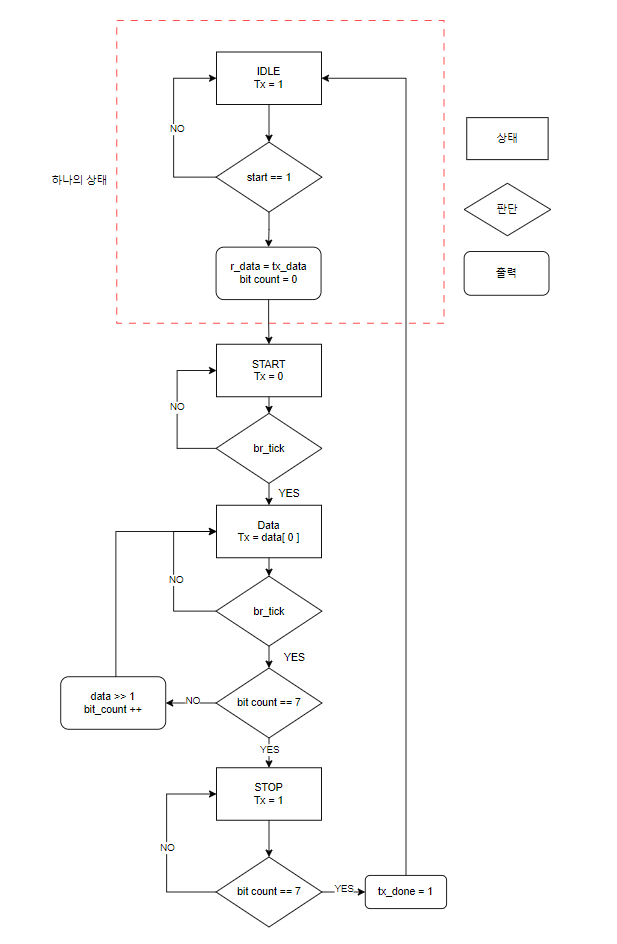 IDLE
Tx = 1
NO
start == 1
하나의 상태
r_data = tx_data
bit count = 0
상태
판단
출력
START
Tx = 0
NO
br_tick
YES
Data
Tx = data[ 0 ]
NO
br_tick
YES
data >> 1
bit_count ++
NO
bit count == 7
YES
STOP
Tx = 1
NO
bit count == 7
YES
tx_done = 1